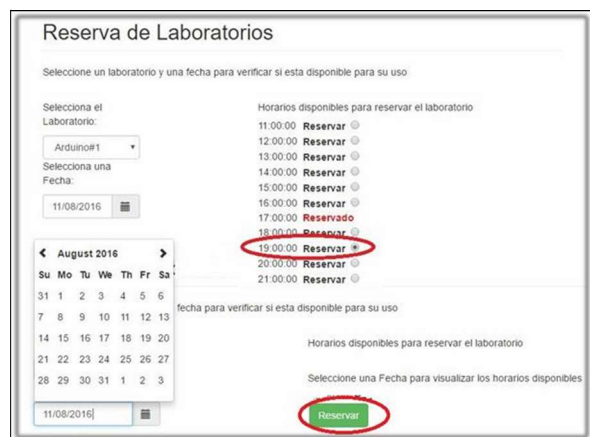 Reserva de Laboratorios
Seleccione un laboratorio y una fecha para verificar si esta disponible para su uso
Selecciona el
Laboratorio:
Arduino#1
Selecciona una
Fecha:
11/08/2016
Horarios disponibles para reservar el laboratorio
11:00:00 Reservar
12:00:00 Reservar
13:00:00 Reservar
14:00:00 Reservar
15:00:00 Reservar
16:00:00 Reservar
17:00:00 Reservado
18:00:00 Reservar
19:00:00 Reservar
20:00:00 Reservar
21:00:00 Reservar
August 2016
Su Mo Tu We Th Fr Sa
31 1 2 3 4 5 6
7 8 9 10 11 12 13
14 15 16 17 18 19 20
21 22 23 24 25 26 27
28 29 30 31 1 2 3
fecha para verificar si esta disponible para su uso
Horarios disponibles para reservar el laboratorio
Seleccione una Fecha para visualizar los horarios disponibles
11/08/2016
Reservar